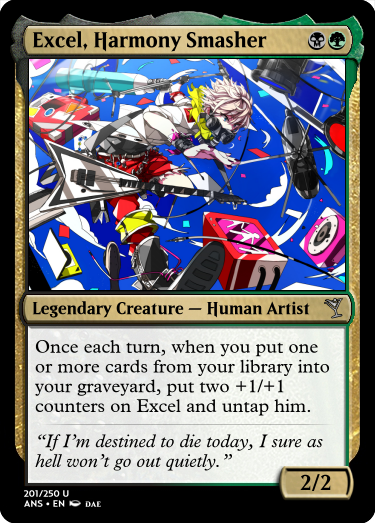 Excel, Harmony Smasher
Legendary Creature — Human Artist
Once each turn, when you put one
or more cards from your library into
your graveyard, put two +1/+1
counters on Excel and untap him.
“If I’m destined to die today, I sure as
hell won’t go out quietly.”
2/2
201/250 U
ANS • EN DAE